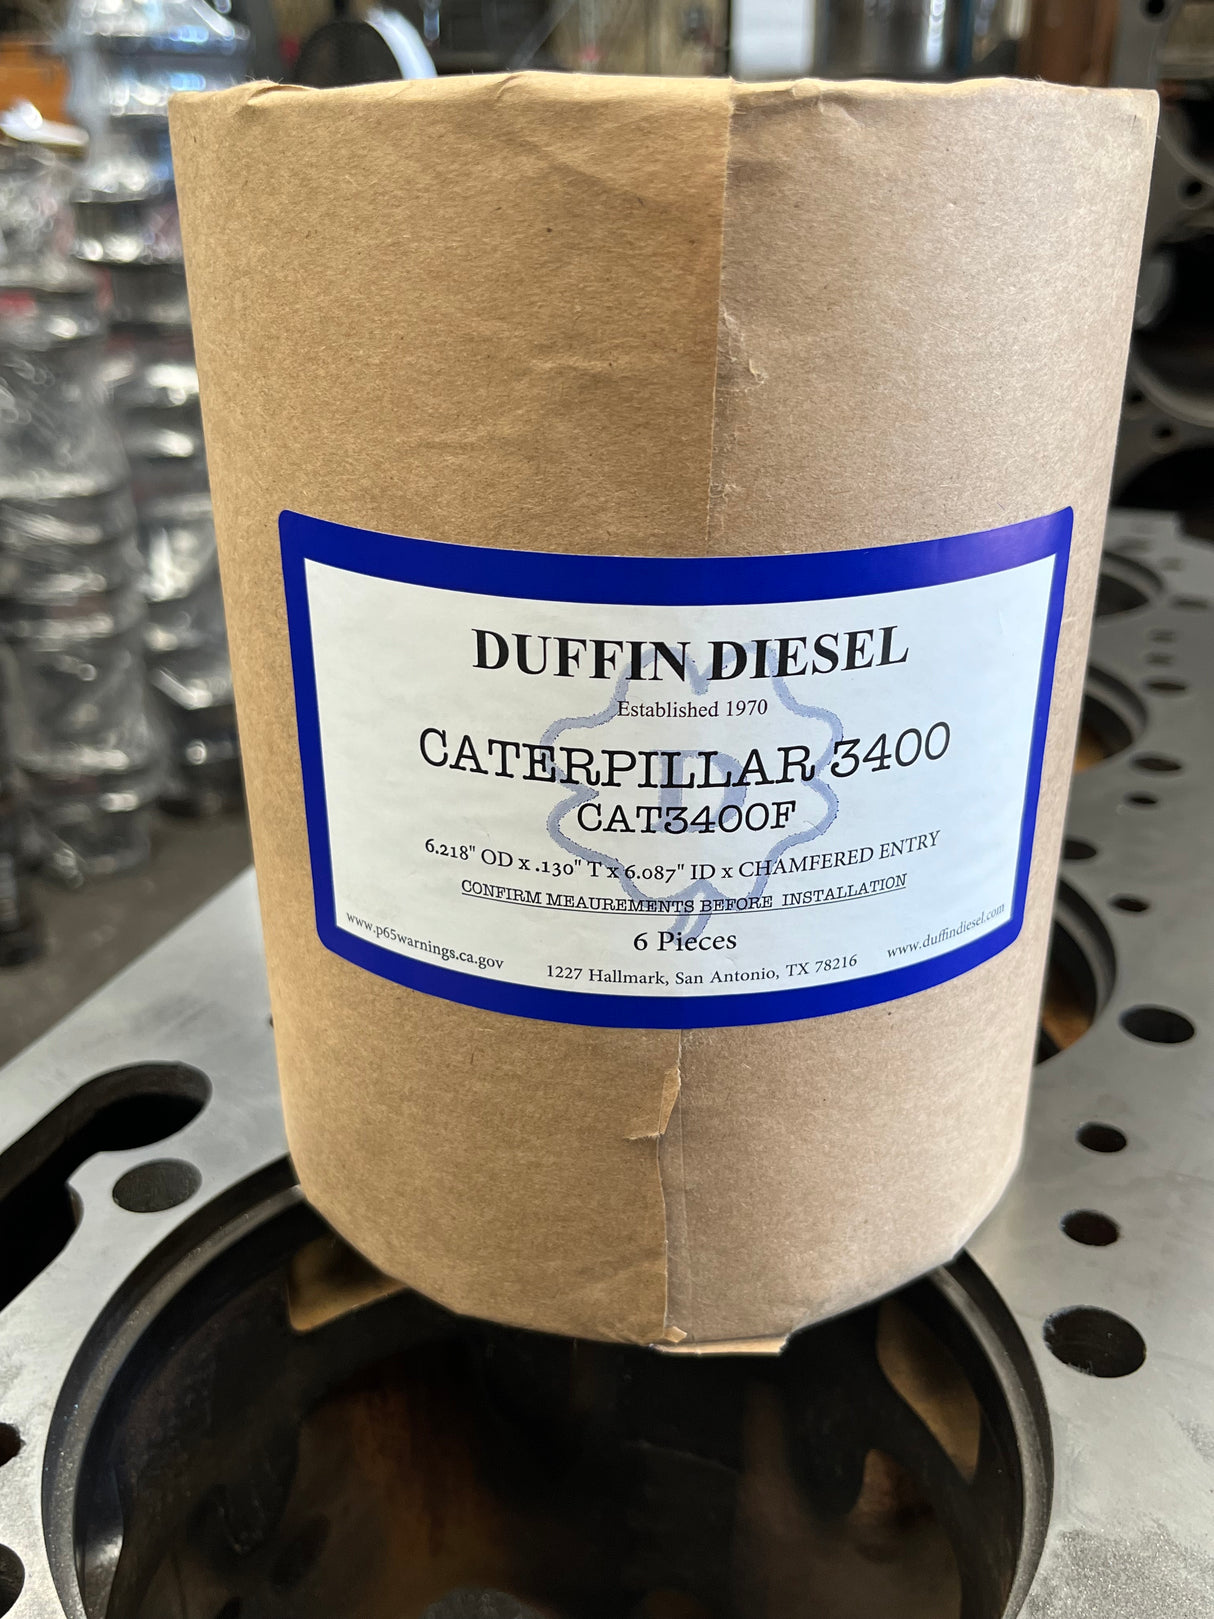 DUFFIN DIESEL
Established 1970
CATERPILLAR 3400
CAT3400F
6.218" OD x .130" T x 6.087" ID x CHAMFERED ENTRY
CONFIRM MEAUREMENTS BEFORE INSTALLATION
6 Pieces
www.p65warnings.ca.gov
1227 Hallmark, San Antonio, TX 78216
www.duffindiesel.com
D